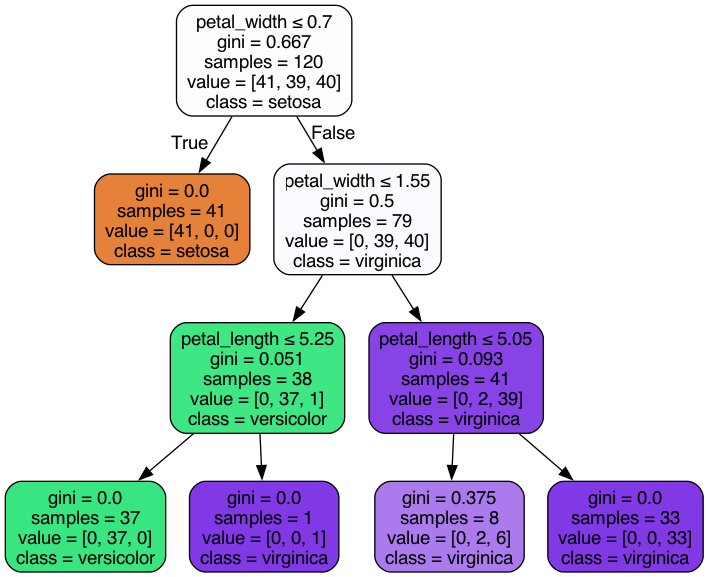 petal_width ≤ 0.7
gini = 0.667
samples = 120
value = [41, 39, 40]
class = setosa
True
False
gini = 0.0
samples = 41
value = [41, 0, 0]
class = setosa
petal_width ≤ 1.55
gini = 0.5
samples = 79
value = [0, 39, 40]
class = virginica
petal_length ≤ 5.25
gini = 0.051
samples = 38
value = [0, 37, 1]
class = versicolor
petal_length ≤ 5.05
gini = 0.093
samples = 41
value = [0, 2, 39]
class = virginica
gini = 0.0
samples = 37
value = [0, 37, 0]
class = versicolor
gini = 0.0
samples = 1
value = [0, 0, 1]
class = virginica
gini = 0.375
samples = 8
value = [0, 2, 6]
class = virginica
gini = 0.0
samples = 33
value = [0, 0, 33]
class = virginica